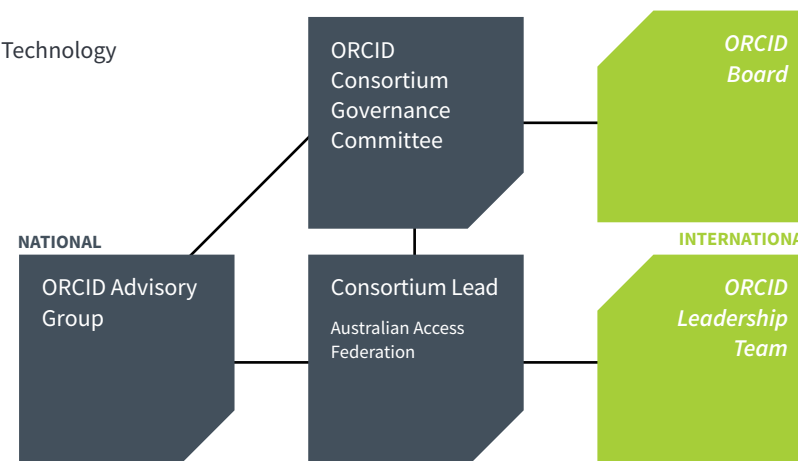 Technology
ORCID
Consortium
Governance
Committee
ORCID
Board
NATIONAL
INTERNATIONA
ORCID Advisory
Group
Consortium Lead
Australian Access
Federation
ORCID
Leadership
Team